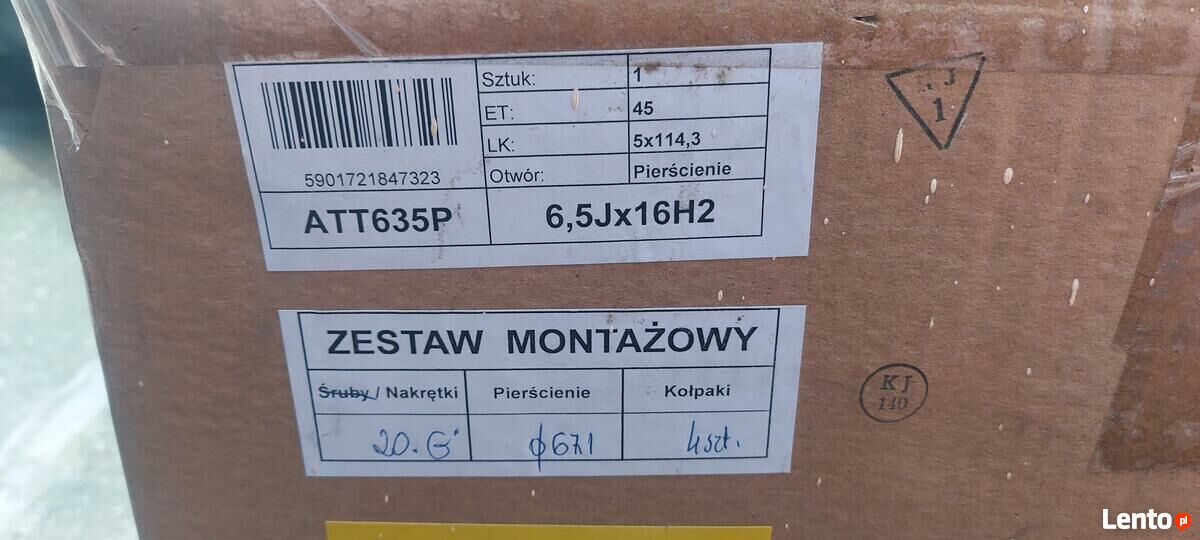 Sztuk: 1
ET: 45
LK: 5x114,3
Otwór: Pierścienie
5901721847323
ATT635P 6,5Jx16H2
ZESTAW MONTAŻOWY
Śruby / Nakrętki Pierścienie Kołpaki
20. G ϕ67.1 4szt.
KJ
1
KJ
140
Lento pl